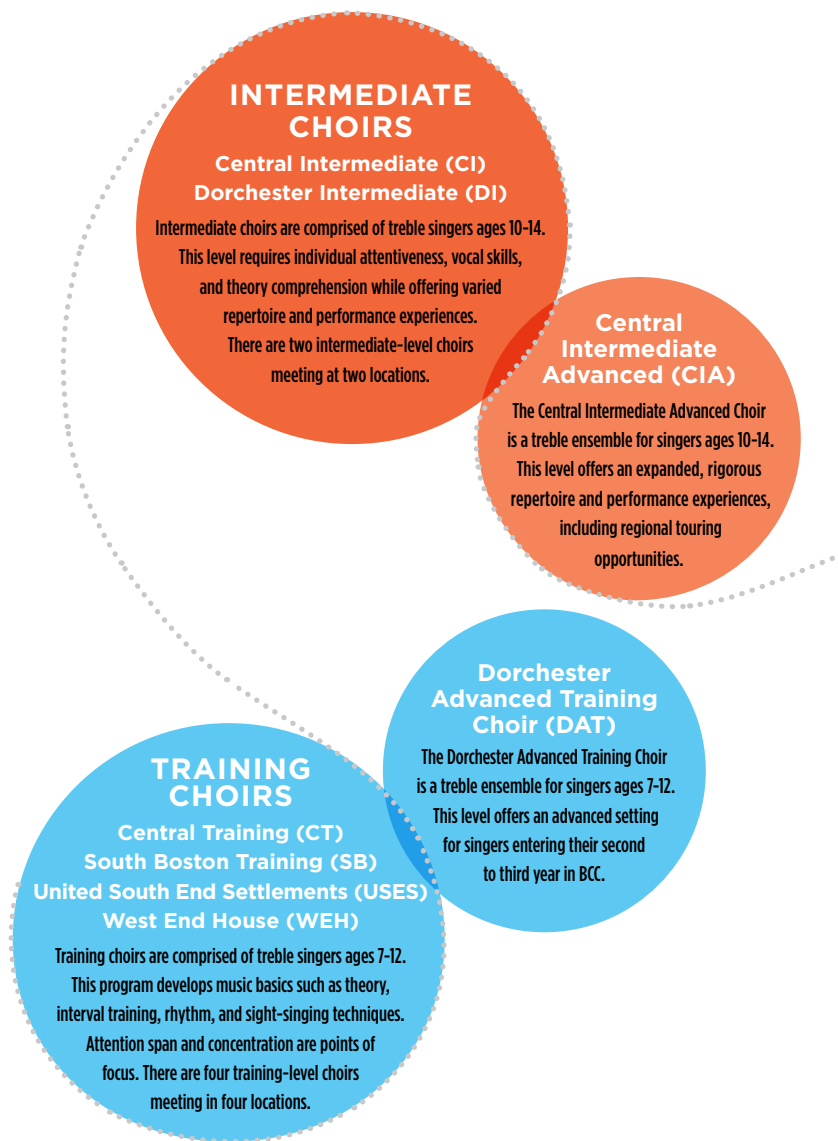 INTERMEDIATE
CHOIRS
Central Intermediate (CI)
Dorchester Intermediate (DI)
Intermediate choirs are comprised of treble singers ages 10-14.
This level requires individual attentiveness, vocal skills,
and theory comprehension while offering varied
repertoire and performance experiences.
There are two intermediate-level choirs
meeting at two locations.
Central
Intermediate
Advanced (CIA)
The Central Intermediate Advanced Choir
is a treble ensemble for singers ages 10-14.
This level offers an expanded, rigorous
repertoire and performance experiences,
including regional touring
opportunities.
Dorchester
Advanced Training
Choir (DAT)
The Dorchester Advanced Training Choir
is a treble ensemble for singers ages 7-12.
This level offers an advanced setting
for singers entering their second
to third year in BCC.
TRAINING
CHOIRS
Central Training (CT)
South Boston Training (SB)
United South End Settlements (USES)
West End House (WEH)
Training choirs are comprised of treble singers ages 7-12.
This program develops music basics such as theory,
interval training, rhythm, and sight-singing techniques.
Attention span and concentration are points of
focus. There are four training-level choirs
meeting in four locations.